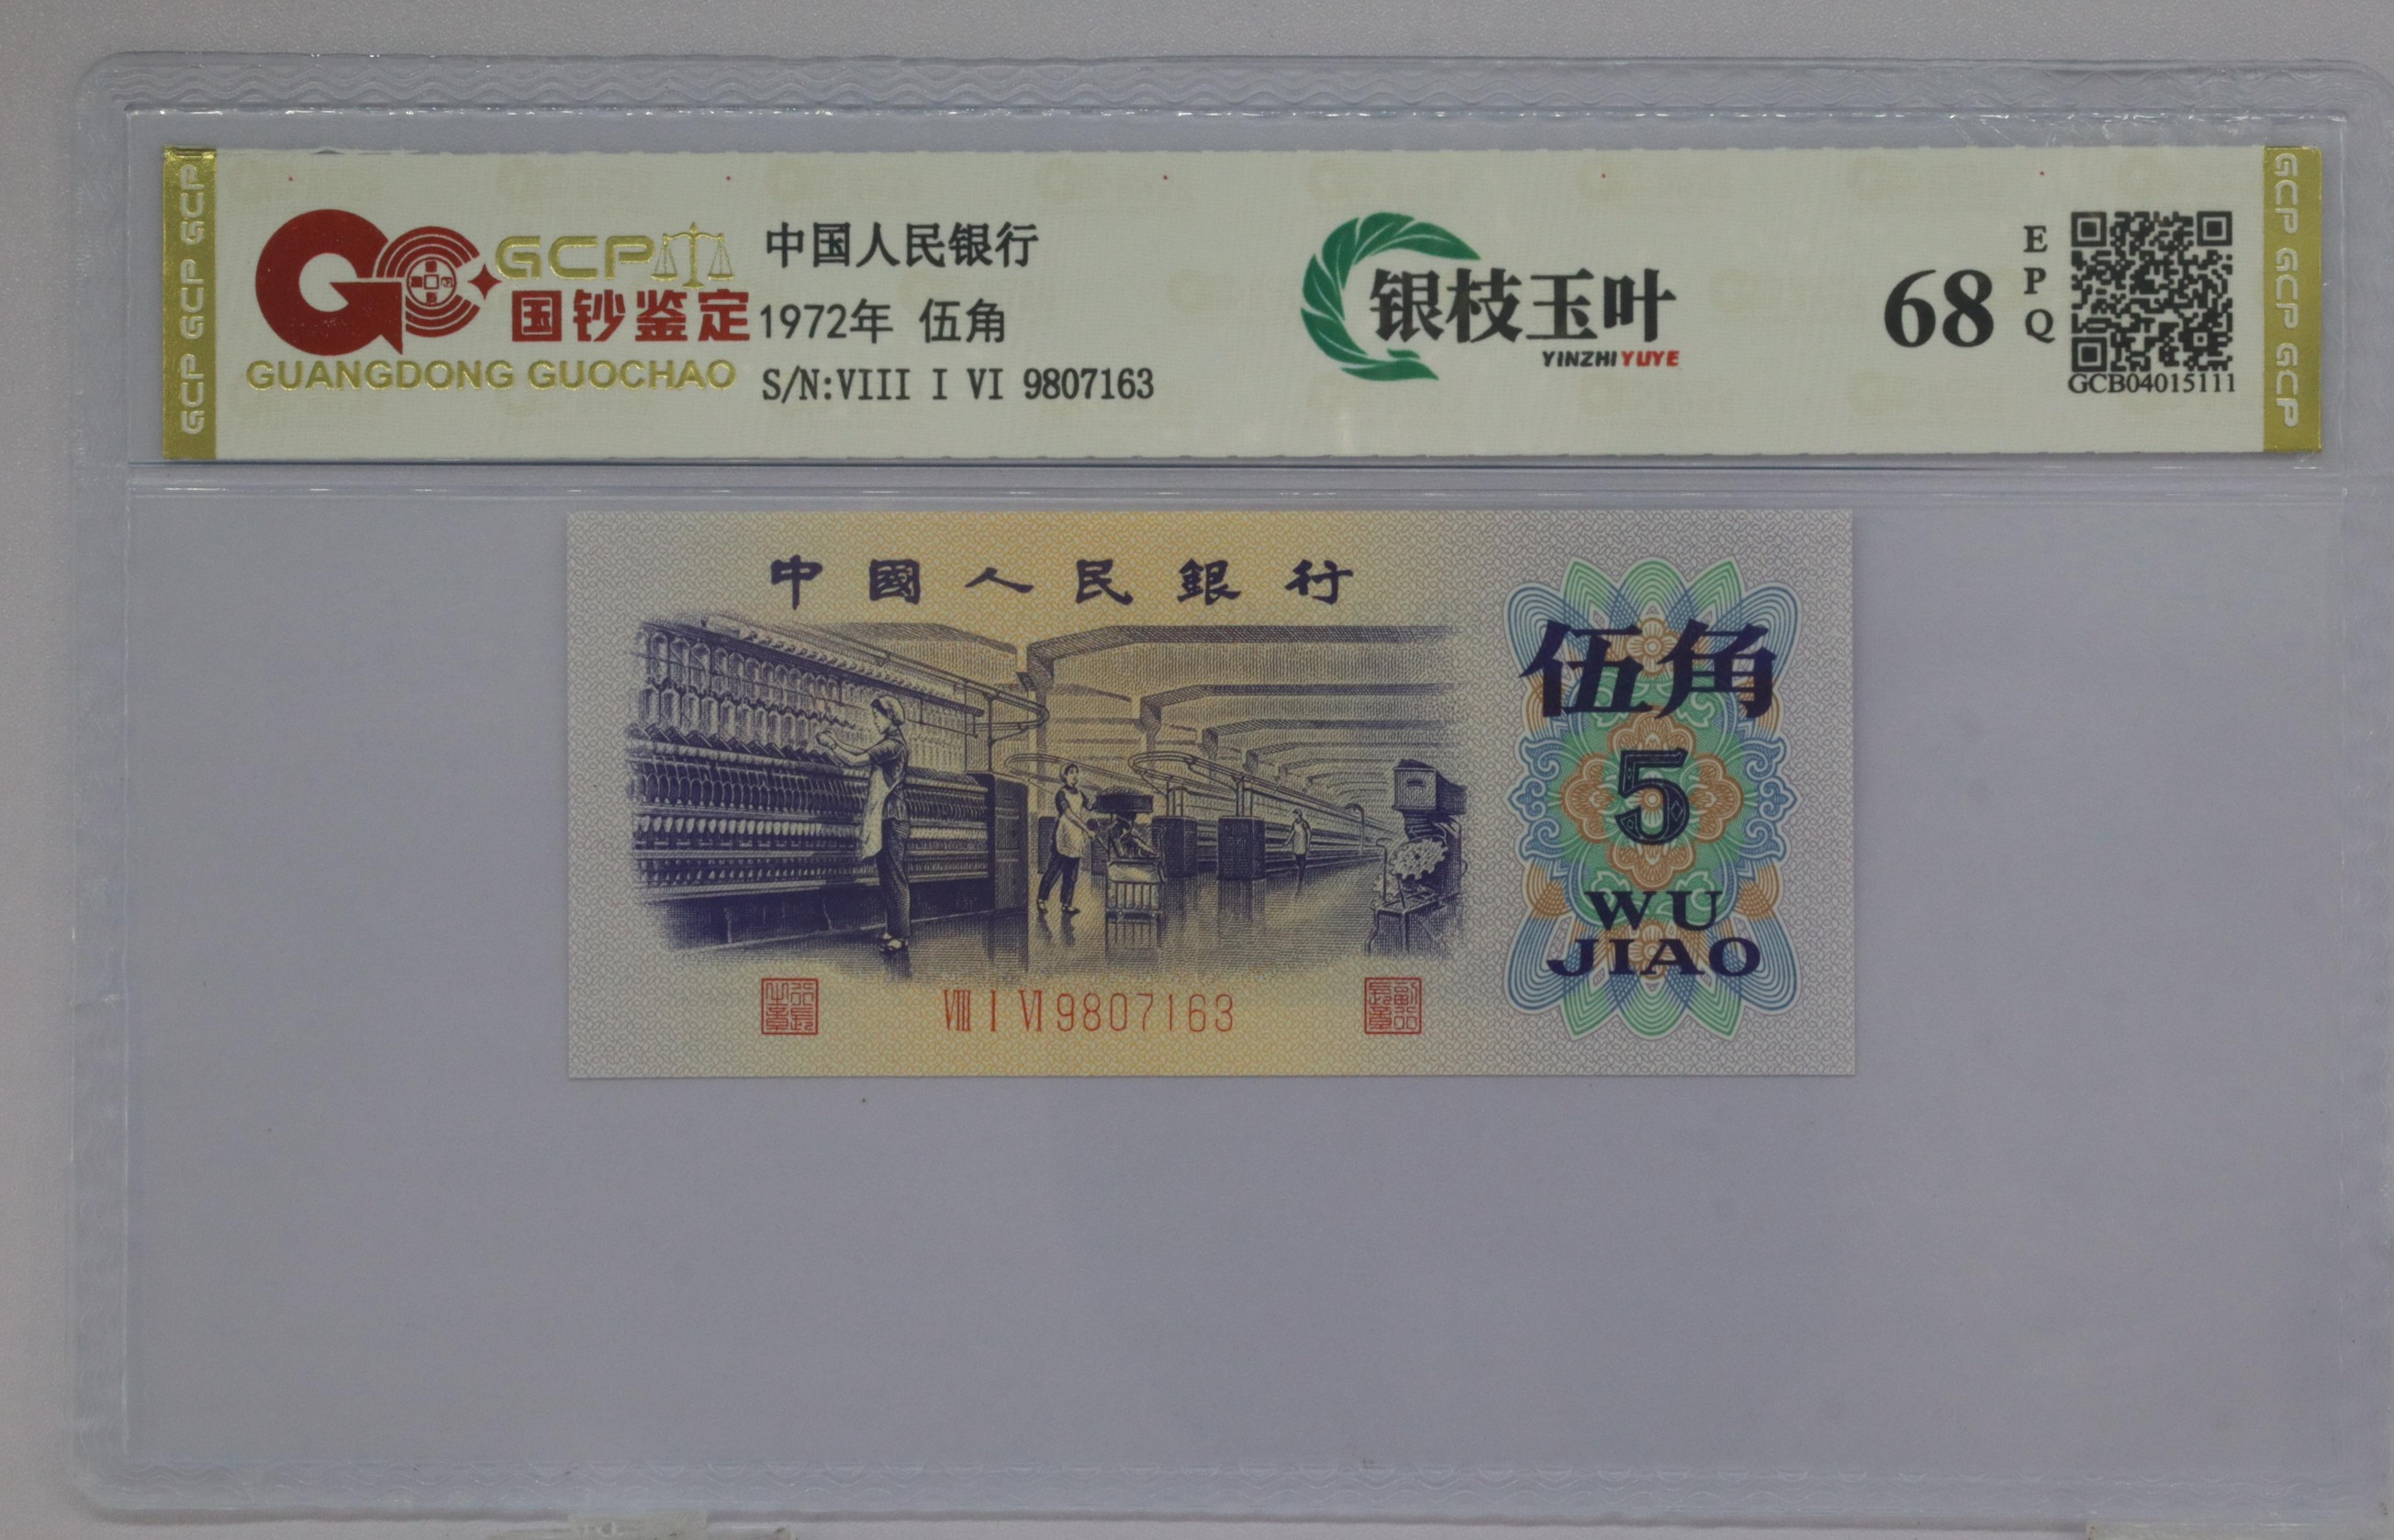 GCP GCP GCP
GCP
国钞鉴定
GUANGDONG GUOCHAO
中国人民银行
1972年 伍角
S/N:VIII I VI 9807163
银枝玉叶
YINZHIYUYE
68
EPQ
GCB04015111
GCP GCP GCP
中國人民銀行
伍角
5
WU
JIAO
VIII I VI 9807163